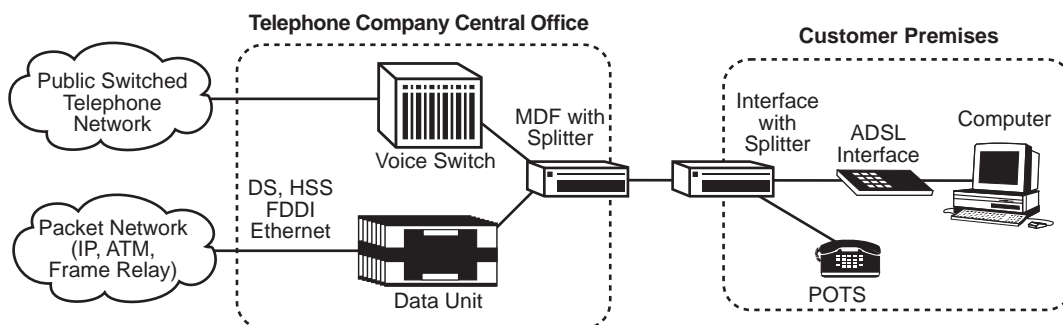 Telephone Company Central Office
Customer Premises
Public Switched
Telephone
Network
Voice Switch
MDF with
Splitter
Interface
with
Splitter
ADSL
Interface
Computer
DS, HSS
FDDI
Ethernet
Packet Network
(IP, ATM,
Frame Relay)
Data Unit
POTS